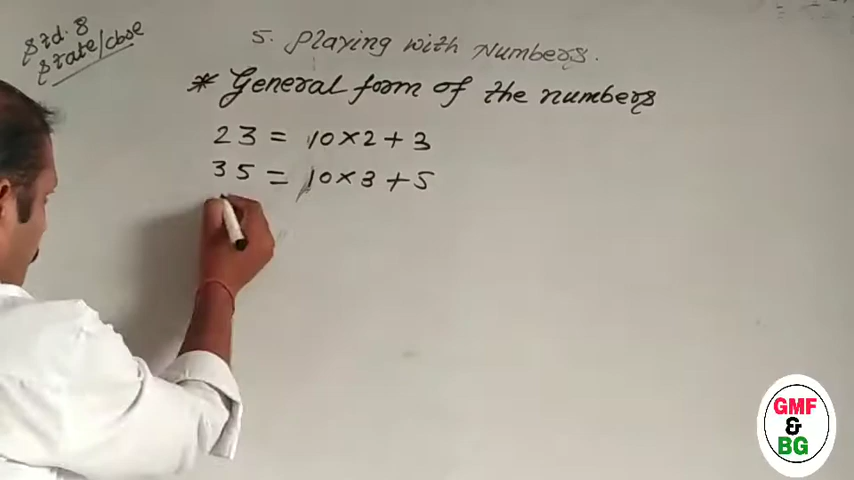 Std. 8
State/cbse
5. Playing with Numbers.
* General form of the numbers
23 = 10×2+3
35 = 10×3+5
GMF
&
BG